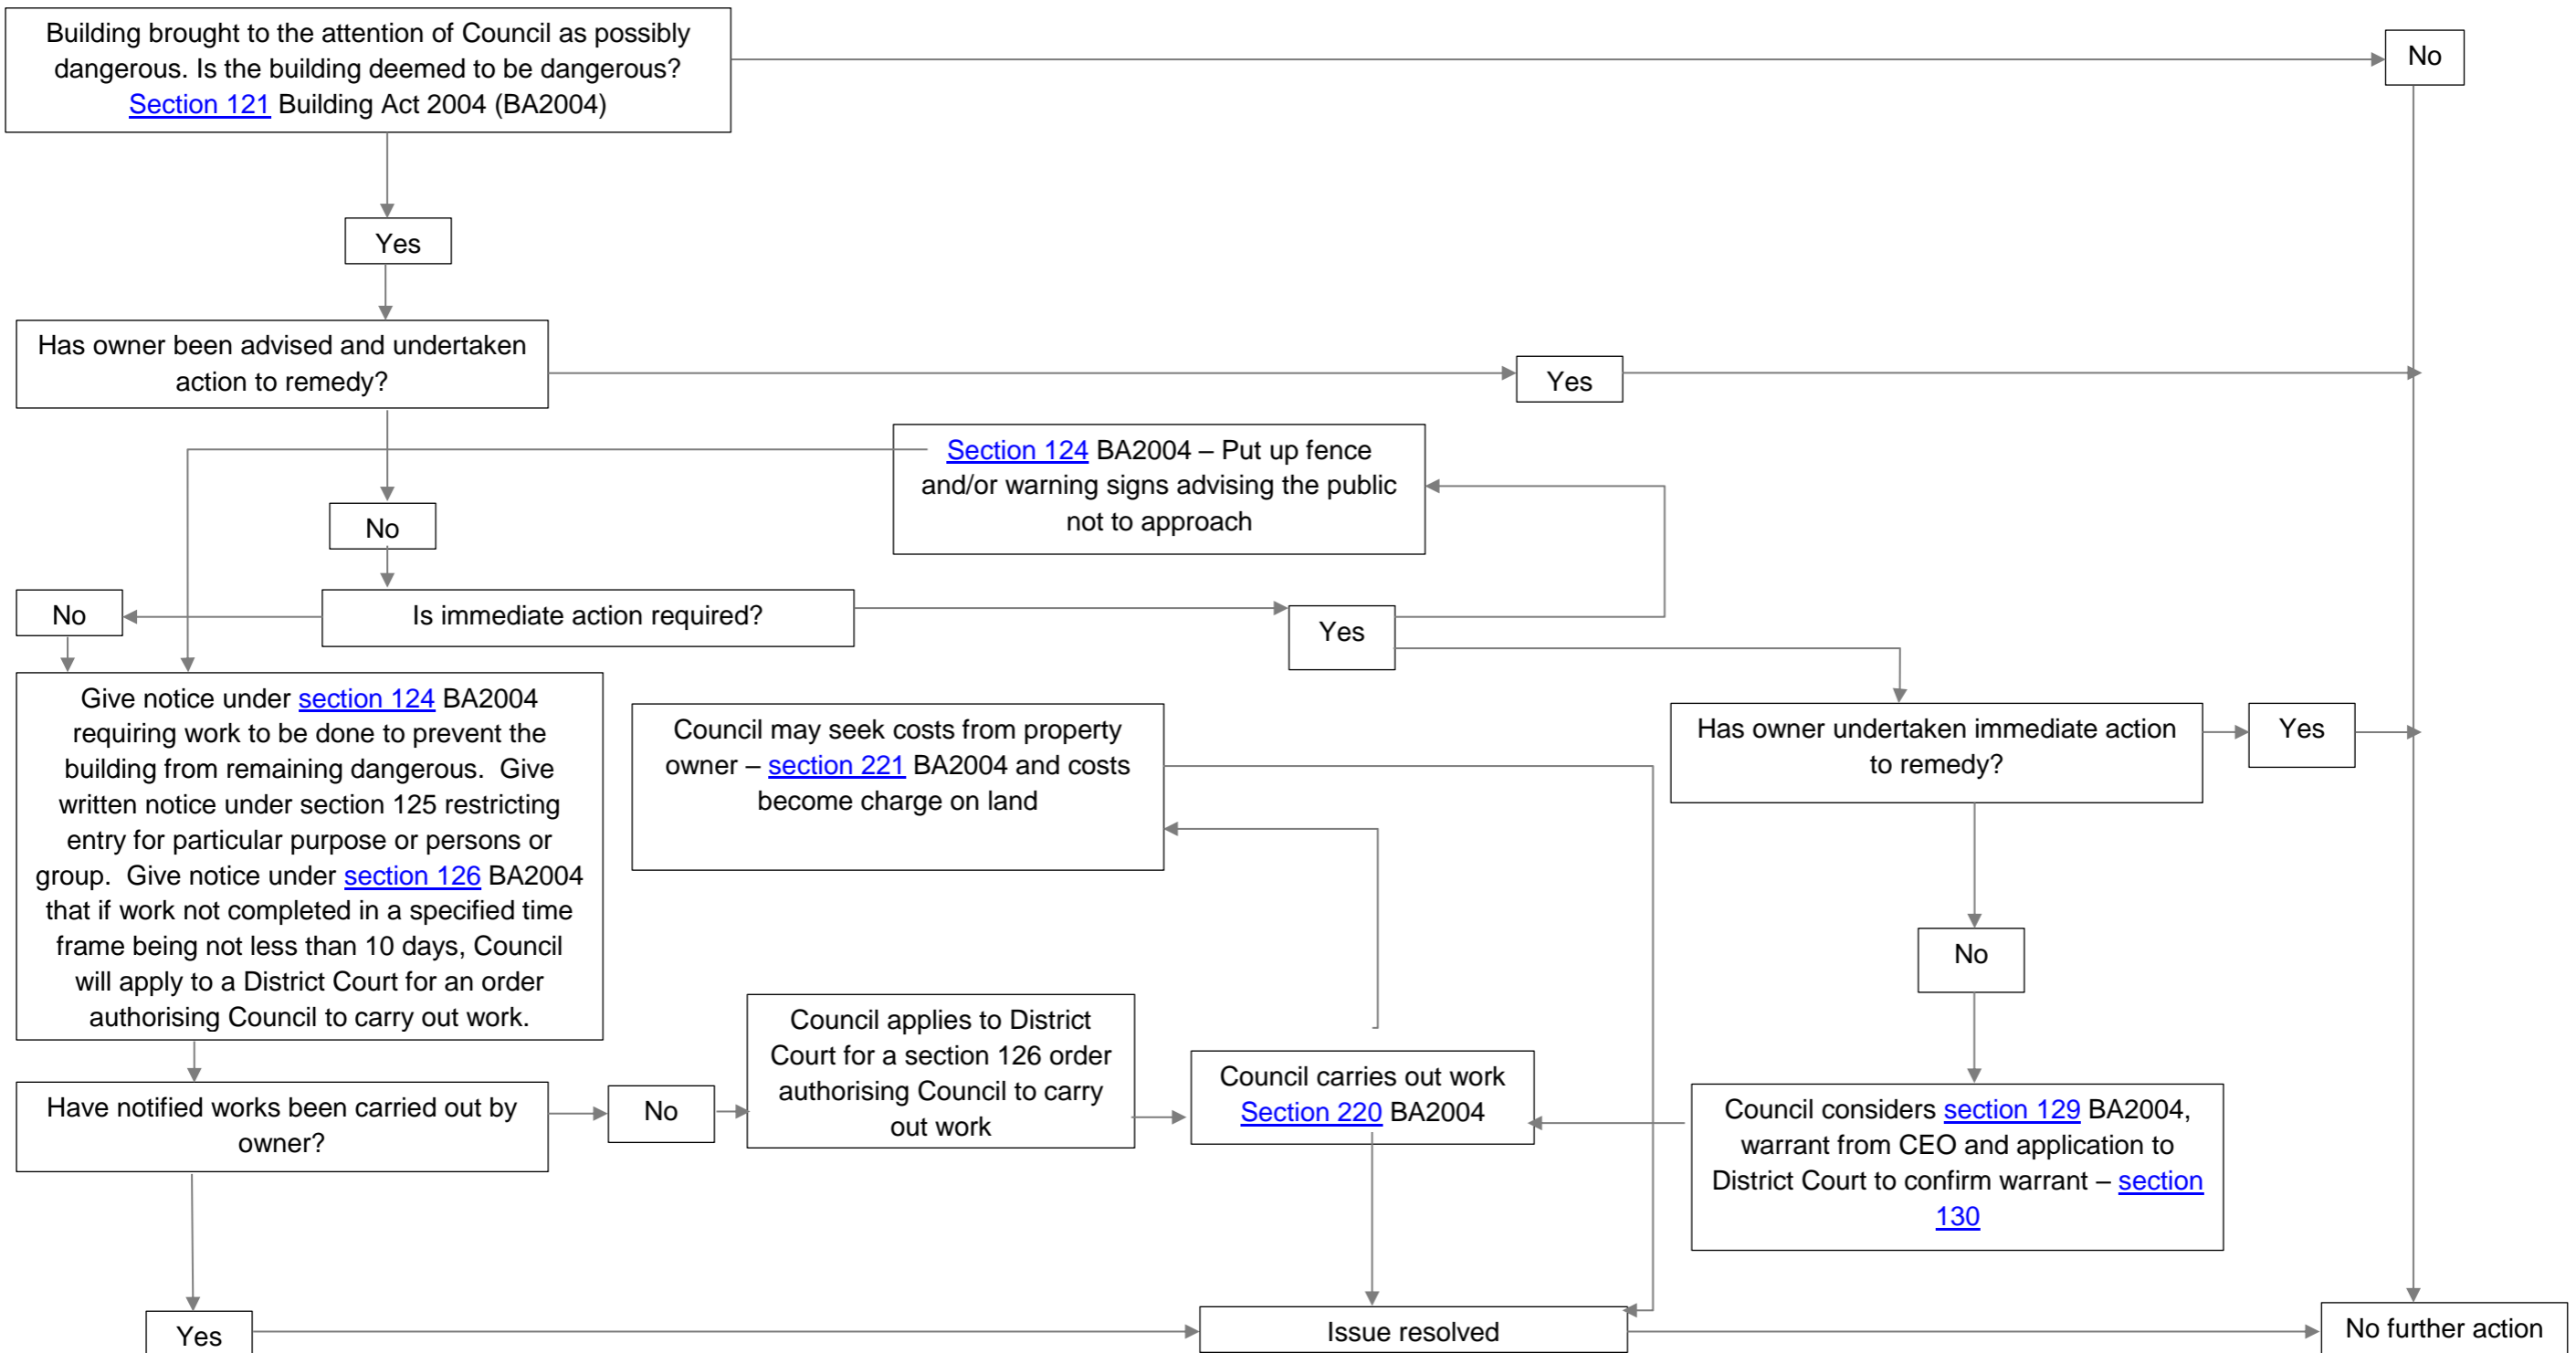 Building brought to the attention of Council as possibly
dangerous. Is the building deemed to be dangerous?
Section 121 Building Act 2004 (BA2004)
No
Yes
Has owner been advised and undertaken
action to remedy?
Yes
Section 124 BA2004 – Put up fence
and/or warning signs advising the public
not to approach
No
No
Is immediate action required?
Yes
Give notice under section 124 BA2004
requiring work to be done to prevent the
building from remaining dangerous.  Give
written notice under section 125 restricting
entry for particular purpose or persons or
group.  Give notice under section 126 BA2004
that if work not completed in a specified time
frame being not less than 10 days, Council
will apply to a District Court for an order
authorising Council to carry out work.
Council may seek costs from property
owner – section 221 BA2004 and costs
become charge on land
Has owner undertaken immediate action
to remedy?
Yes
No
Council applies to District
Court for a section 126 order
authorising Council to carry
out work
Council carries out work
Section 220 BA2004
Have notified works been carried out by
owner?
No
Council considers section 129 BA2004,
warrant from CEO and application to
District Court to confirm warrant – section
130
Yes
Issue resolved
No further action